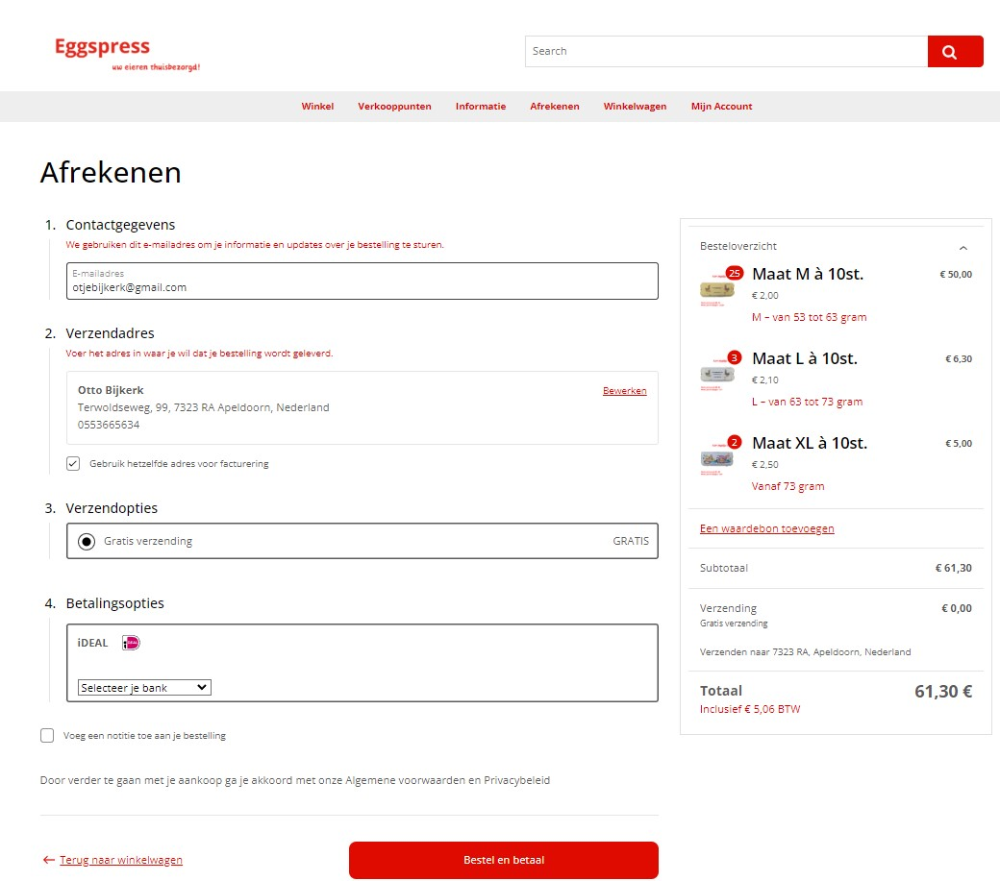 Eggspress
uw eieren thuisbezorgd!
Search
Winkel Verkooppunten Informatie Afrekenen Winkelwagen Mijn Account
Afrekenen
1. Contactgegevens
We gebruiken dit e-mailadres om je informatie en updates over je bestelling te sturen.
E-mailadres
otjebijkerk@gmail.com
2. Verzendadres
Voer het adres in waar je wil dat je bestelling wordt geleverd.
Otto Bijkerk
Bewerken
Terwoldseweg, 99, 7323 RA Apeldoorn, Nederland
0553665634
Gebruik hetzelfde adres voor facturering
3. Verzendopties
Gratis verzending GRATIS
4. Betalingsopties
iDEAL
Selecteer je bank
Voeg een notitie toe aan je bestelling
Door verder te gaan met je aankoop ga je akkoord met onze Algemene voorwaarden en Privacybeleid
Terug naar winkelwagen
Bestel en betaal
Besteloverzicht
25 Maat M à 10st. € 50,00
€ 2,00
M – van 53 tot 63 gram
3 Maat L à 10st. € 6,30
€ 2,10
L – van 63 tot 73 gram
2 Maat XL à 10st. € 5,00
€ 2,50
Vanaf 73 gram
Een waardebon toevoegen
Subtotaal € 61,30
Verzending € 0,00
Gratis verzending
Verzenden naar 7323 RA, Apeldoorn, Nederland
Totaal 61,30 €
Inclusief € 5,06 BTW